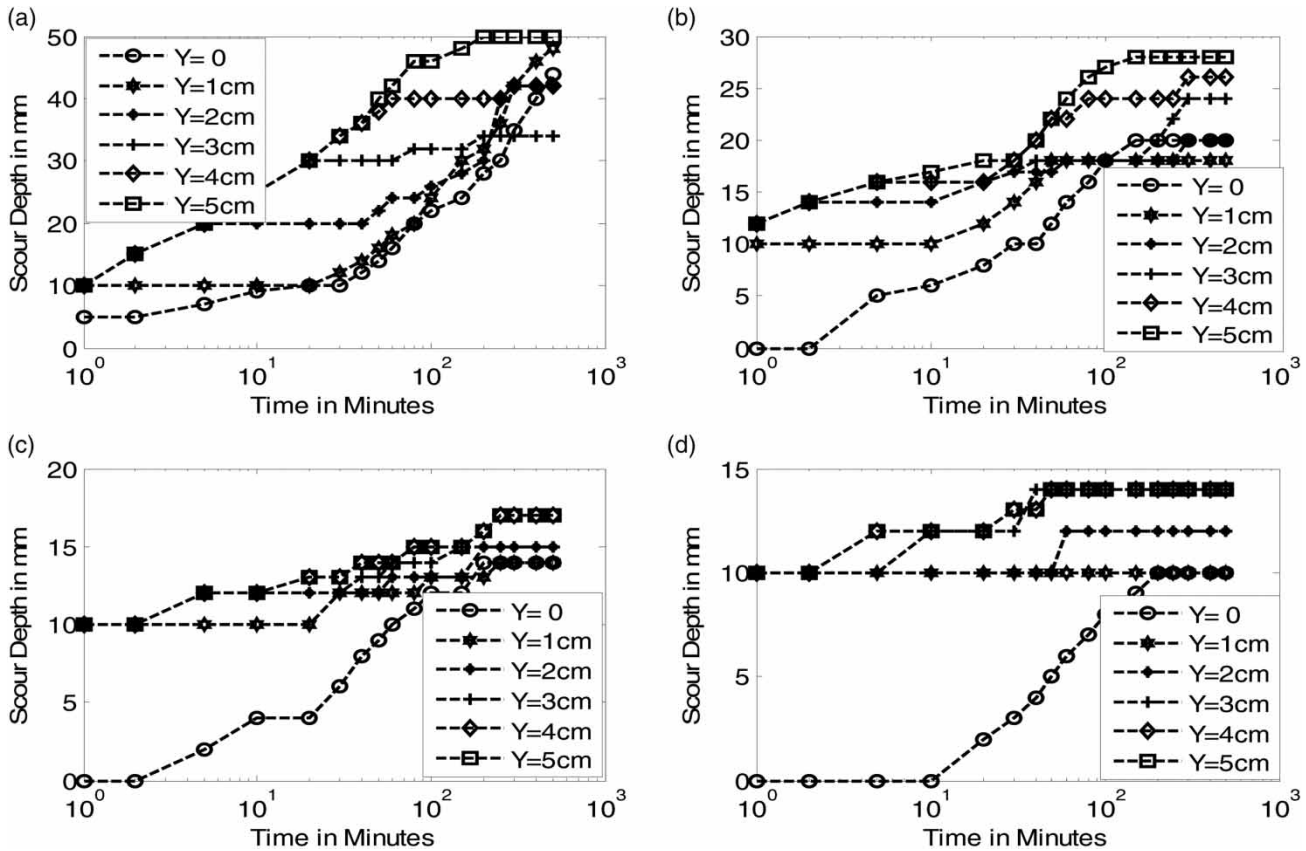 (a)
50
40
30
20
10
0
Scour Depth in mm
Y= 0
Y=1cm
Y=2cm
Y=3cm
Y=4cm
Y=5cm
10^0
10^1
10^2
10^3
Time in Minutes
(b)
30
25
20
15
10
5
0
Scour Depth in mm
Y= 0
Y=1cm
Y=2cm
Y=3cm
Y=4cm
Y=5cm
10^0
10^1
10^2
10^3
Time in Minutes
(c)
20
15
10
5
0
Scour Depth in mm
Y= 0
Y=1cm
Y=2cm
Y=3cm
Y=4cm
Y=5cm
10^0
10^1
10^2
10^3
Time in Minutes
(d)
15
10
5
0
Scour Depth in mm
Y= 0
Y=1cm
Y=2cm
Y=3cm
Y=4cm
Y=5cm
10^0
10^1
10^2
10^3
Time in Minutes